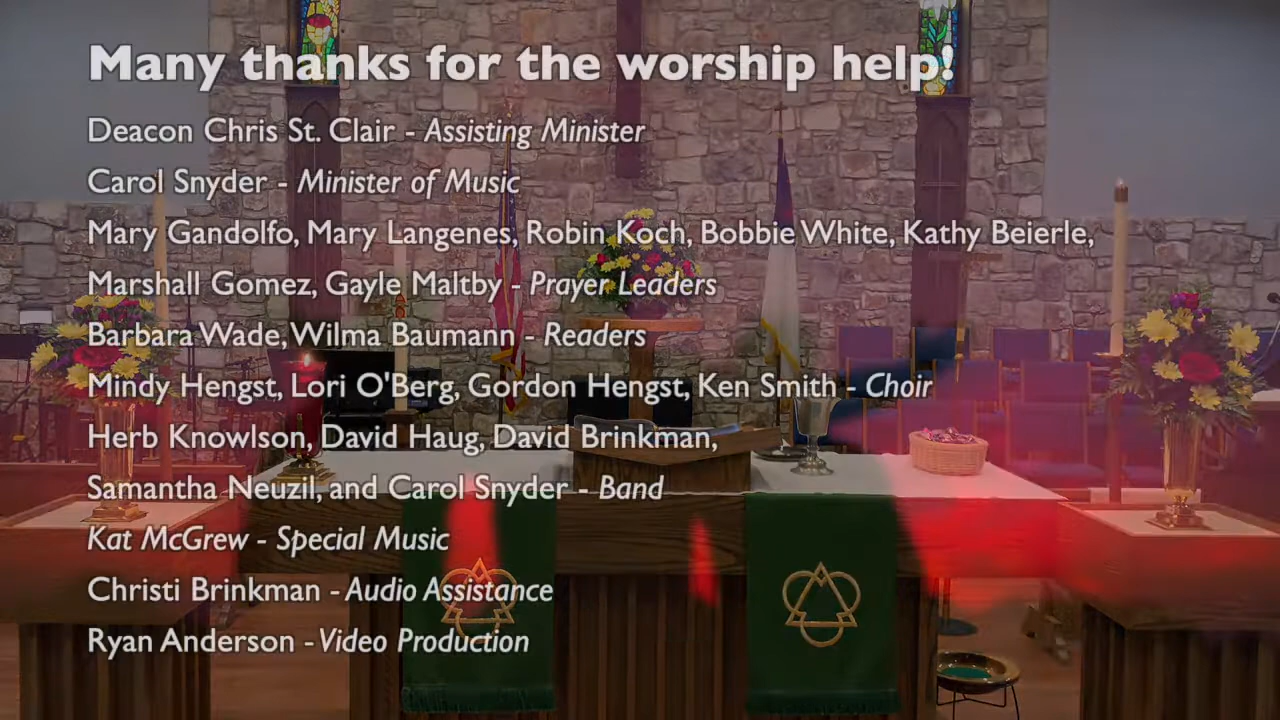 Many thanks for the worship help!
Deacon Chris St. Clair - Assisting Minister
Carol Snyder - Minister of Music
Mary Gandolfo, Mary Langenes, Robin Koch, Bobbie White, Kathy Beierle,
Marshall Gomez, Gayle Maltby - Prayer Leaders
Barbara Wade, Wilma Baumann - Readers
Mindy Hengst, Lori O'Berg, Gordon Hengst, Ken Smith - Choir
Herb Knowlson, David Haug, David Brinkman,
Samantha Neuzil, and Carol Snyder - Band
Kat McGrew - Special Music
Christi Brinkman - Audio Assistance
Ryan Anderson - Video Production